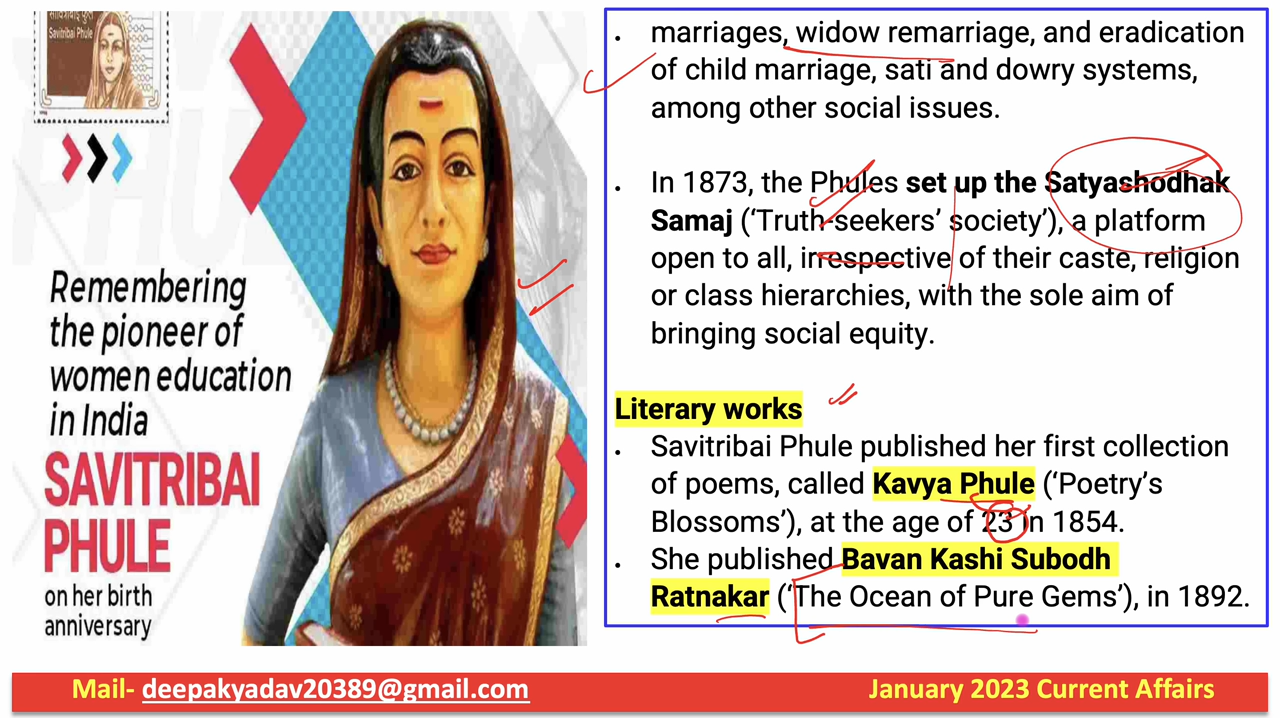 सावित्रीबाई फुले
Savitribai Phule
Remembering
the pioneer of
women education
in India
SAVITRIBAI
PHULE
on her birth
anniversary
• marriages, widow remarriage, and eradication
of child marriage, sati and dowry systems,
among other social issues.
• In 1873, the Phules set up the Satyashodhak
Samaj (‘Truth-seekers’ society’), a platform
open to all, irrespective of their caste, religion
or class hierarchies, with the sole aim of
bringing social equity.
Literary works
• Savitribai Phule published her first collection
of poems, called Kavya Phule (‘Poetry’s
Blossoms’), at the age of 23 in 1854.
• She published Bavan Kashi Subodh
Ratnakar (‘The Ocean of Pure Gems’), in 1892.
Mail- deepakyadav20389@gmail.com
January 2023 Current Affairs